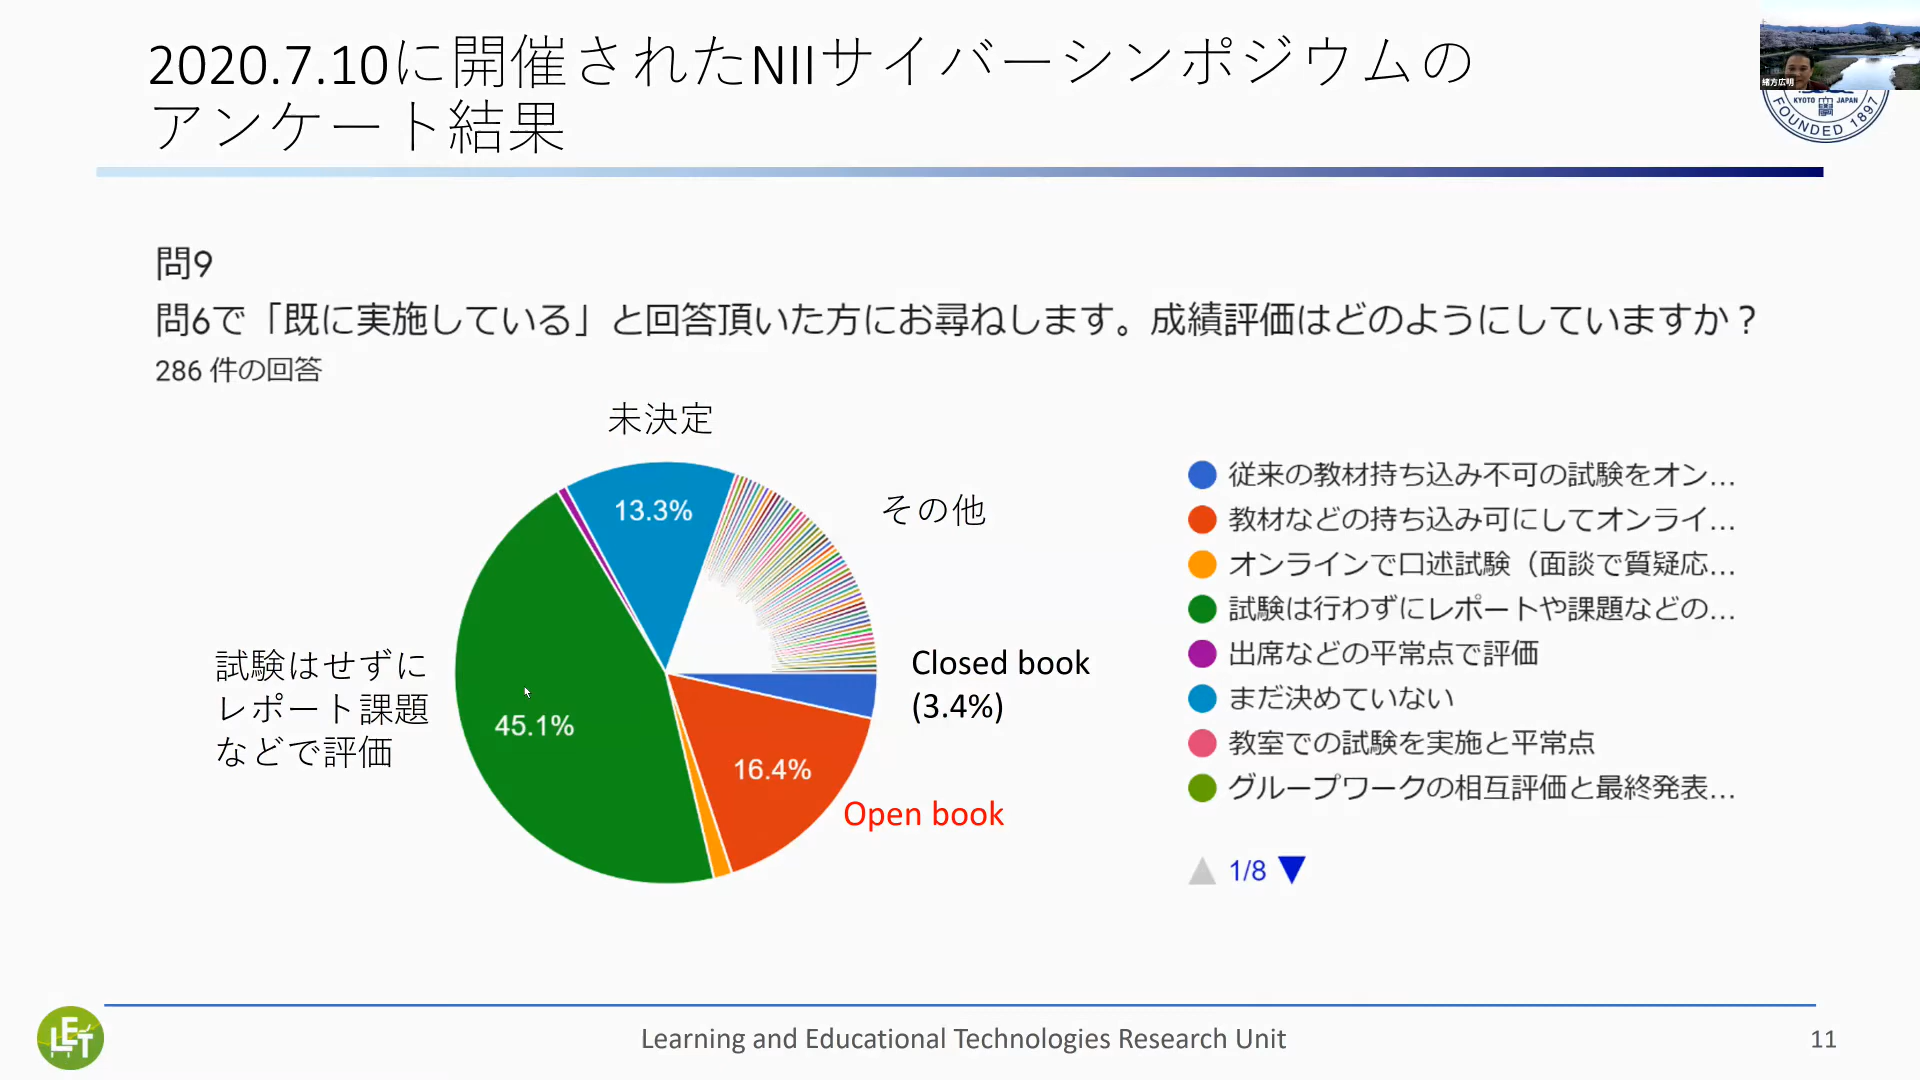 2020.7.10に開催されたNIIサイバーシンポジウムの
アンケート結果
緒方広明
KYOTO JAPAN
FOUNDED 1897
問9
問6で「既に実施している」と回答頂いた方にお尋ねします。成績評価はどのようにしていますか？
286 件の回答
未決定
13.3%
その他
試験はせずに
レポート課題
などで評価
45.1%
Closed book
(3.4%)
16.4%
Open book
従来の教材持ち込み不可の試験をオン...
教材などの持ち込み可にしてオンライ...
オンラインで口述試験（面談で質疑応...
試験は行わずにレポートや課題などの...
出席などの平常点で評価
まだ決めていない
教室での試験を実施と平常点
グループワークの相互評価と最終発表...
1/8
LET
Learning and Educational Technologies Research Unit
11